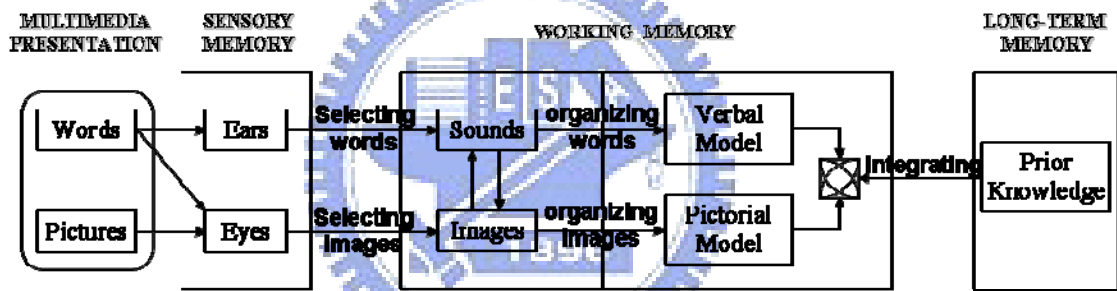 MULTIMEDIA
PRESENTATION
SENSORY
MEMORY
WORKING MEMORY
LONG-TERM
MEMORY
Words
Ears
Selecting
words
Sounds
organizing
words
Verbal
Model
integrating
Prior
Knowledge
Pictures
Eyes
Selecting
images
Images
organizing
images
Pictorial
Model
E S
1896